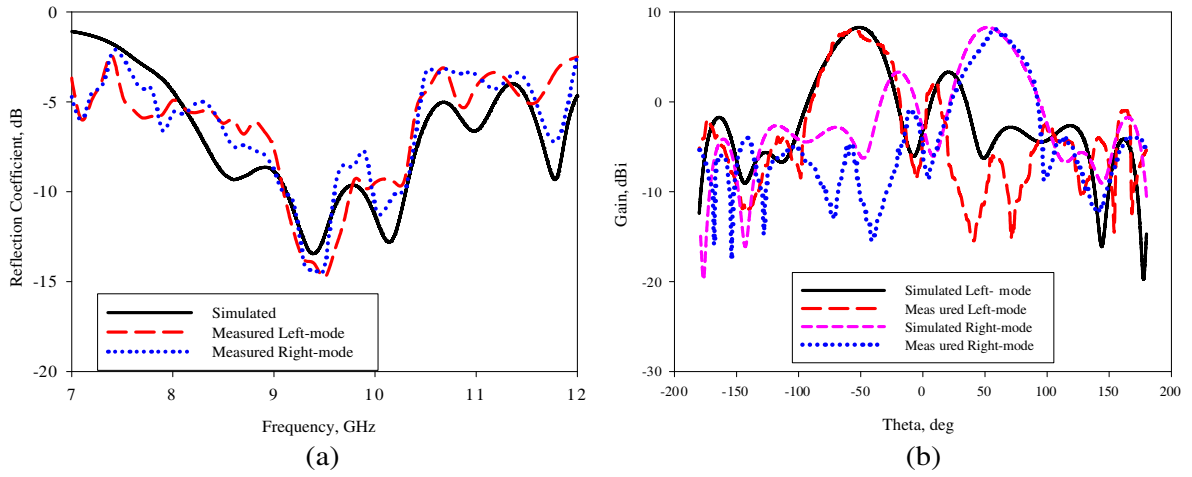 0
-5
-10
-15
-20
Reflection Coefficient, dB
Simulated
Measured Left-mode
Measured Right-mode
7 8 9 10 11 12
Frequency, GHz
(a)
10
0
-10
-20
-30
Gain, dBi
Simulated Left- mode
Meas ured Left-mode
Simulated Right-mode
Meas ured Right-mode
-200 -150 -100 -50 0 50 100 150 200
Theta, deg
(b)